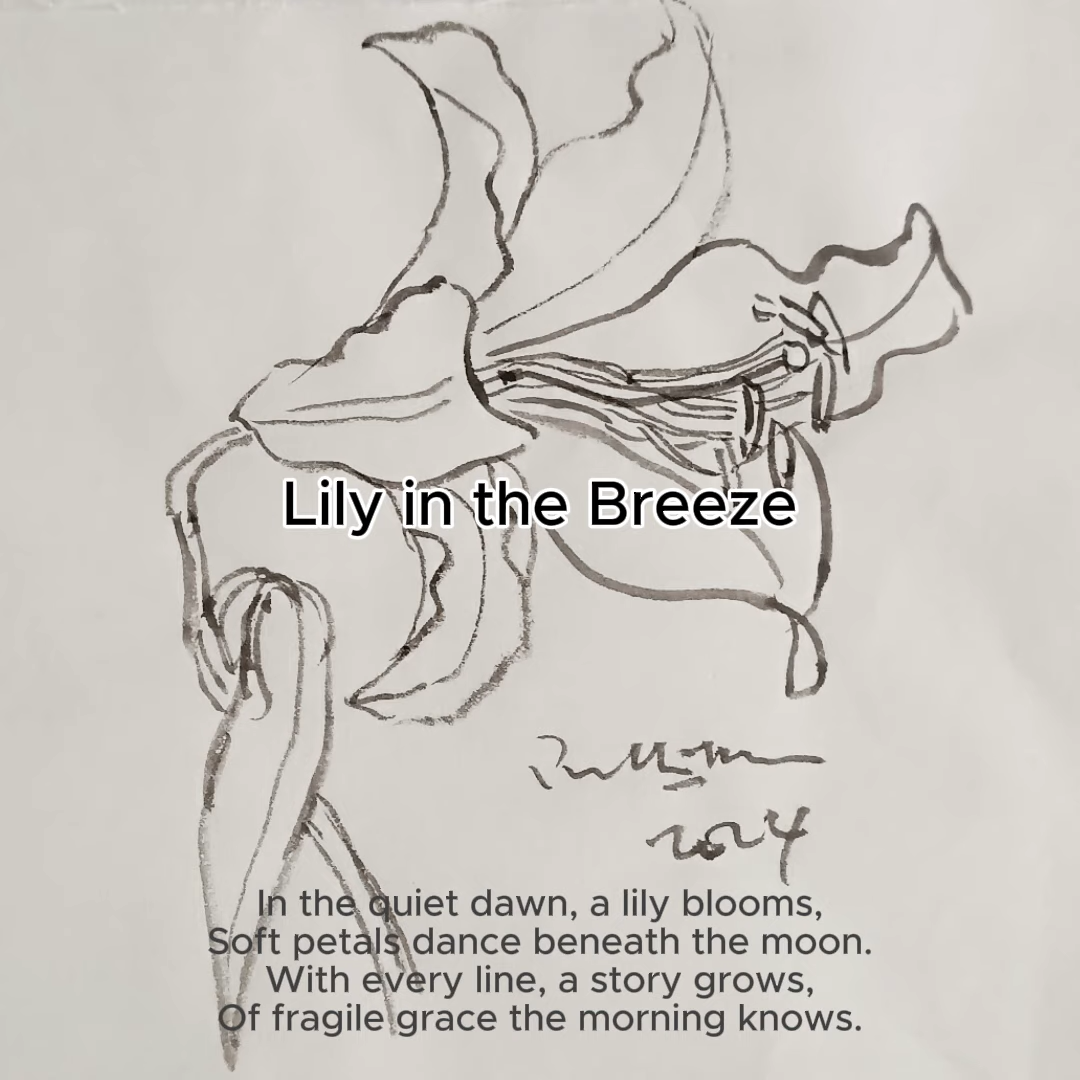 Lily in the Breeze
2024
In the quiet dawn, a lily blooms,
Soft petals dance beneath the moon.
With every line, a story grows,
Of fragile grace the morning knows.